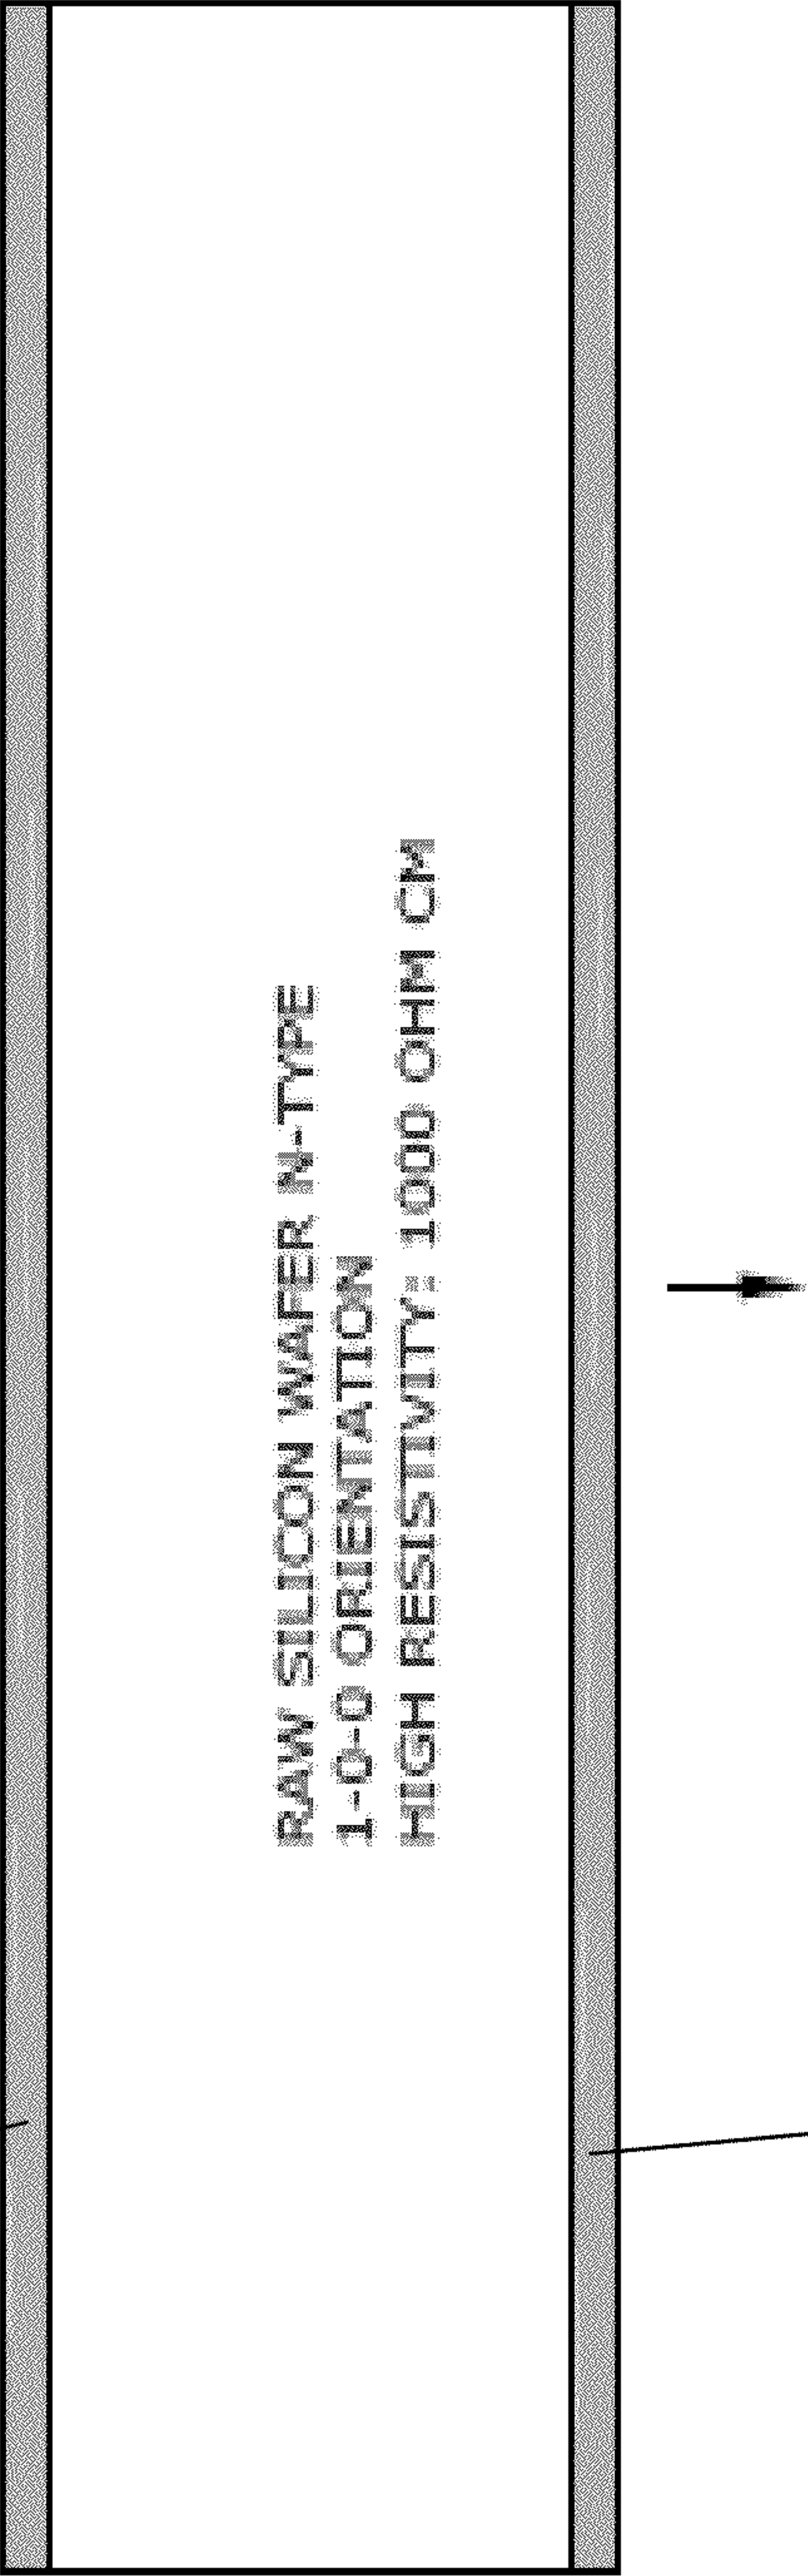 RAW SILICON WAFER N-TYPE
1-0-0 ORIENTATION
HIGH RESISTIVITY: 1000 OHM CM